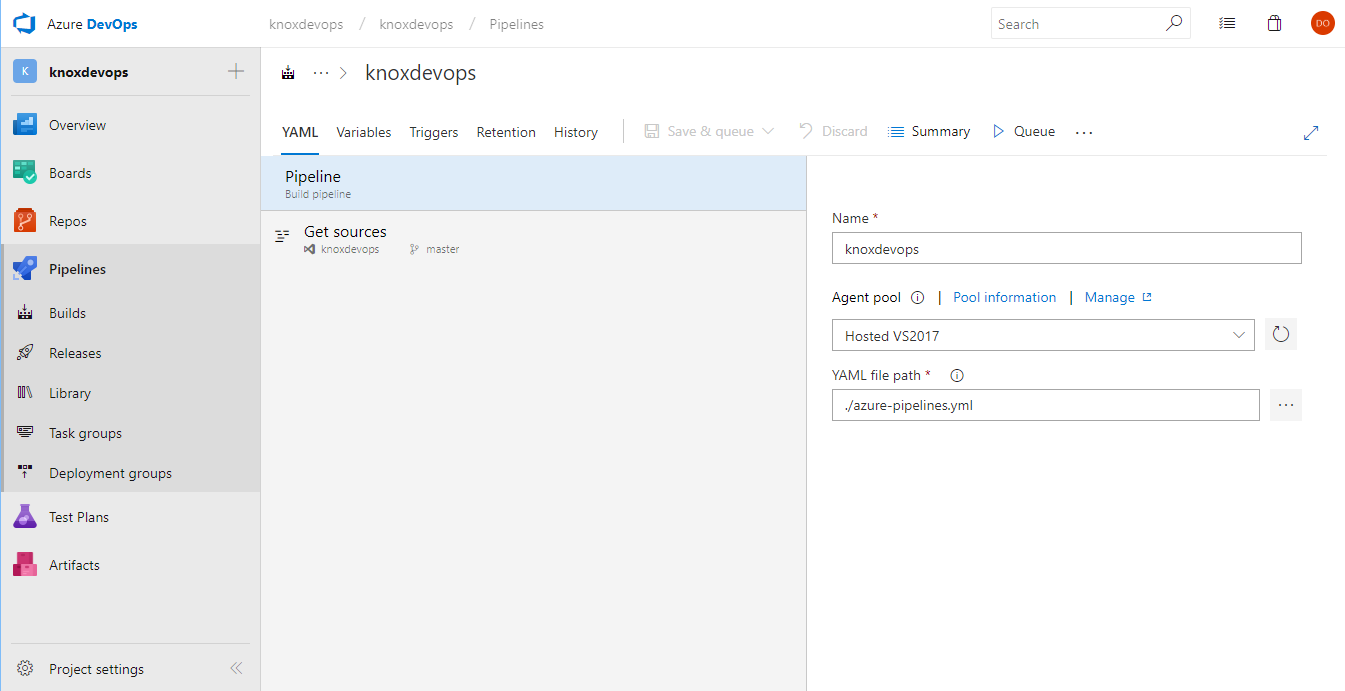 Azure DevOps
knoxdevops / knoxdevops / Pipelines
Search
DO
K knoxdevops
Overview
Boards
Repos
Pipelines
Builds
Releases
Library
Task groups
Deployment groups
Test Plans
Artifacts
Project settings
... > knoxdevops
YAML Variables Triggers Retention History Save & queue Discard Summary Queue ...
Pipeline
Build pipeline
Get sources
knoxdevops master
Name *
knoxdevops
Agent pool | Pool information | Manage
Hosted VS2017
YAML file path *
./azure-pipelines.yml
...